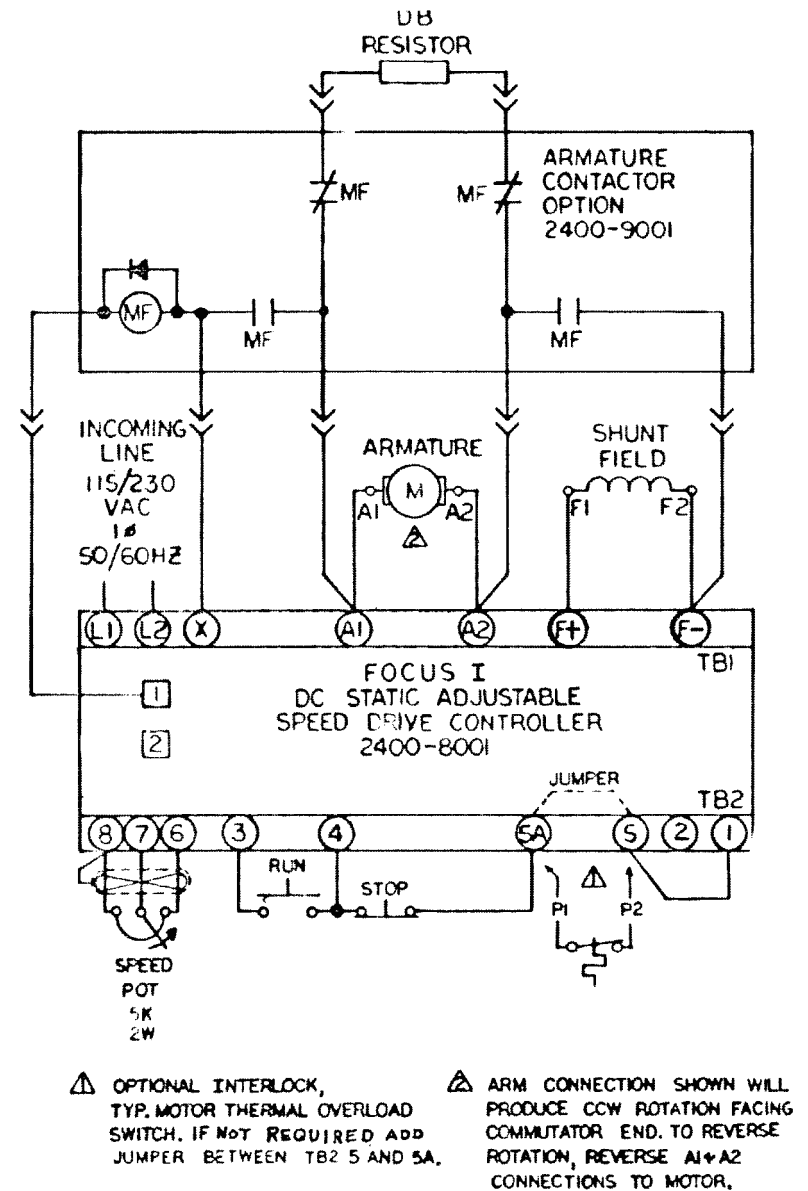 DB
RESISTOR
MF
MF
ARMATURE
CONTACTOR
OPTION
2400-9001
MF
MF
MF
INCOMING
LINE
115/230
VAC
1ø
50/60HZ
ARMATURE
M
A1
A2
2
SHUNT
FIELD
F1
F2
L1
L2
X
A1
A2
F+
F-
TB1
1
2
FOCUS I
DC STATIC ADJUSTABLE
SPEED DRIVE CONTROLLER
2400-8001
JUMPER
TB2
8
7
6
3
4
5A
5
2
1
RUN
STOP
1
P1
P2
SPEED
POT
5K
2W
1 OPTIONAL INTERLOCK,
TYP. MOTOR THERMAL OVERLOAD
SWITCH. IF NOT REQUIRED ADD
JUMPER BETWEEN TB2 5 AND 5A.
2 ARM CONNECTION SHOWN WILL
PRODUCE CCW ROTATION FACING
COMMUTATOR END. TO REVERSE
ROTATION, REVERSE A1+A2
CONNECTIONS TO MOTOR.